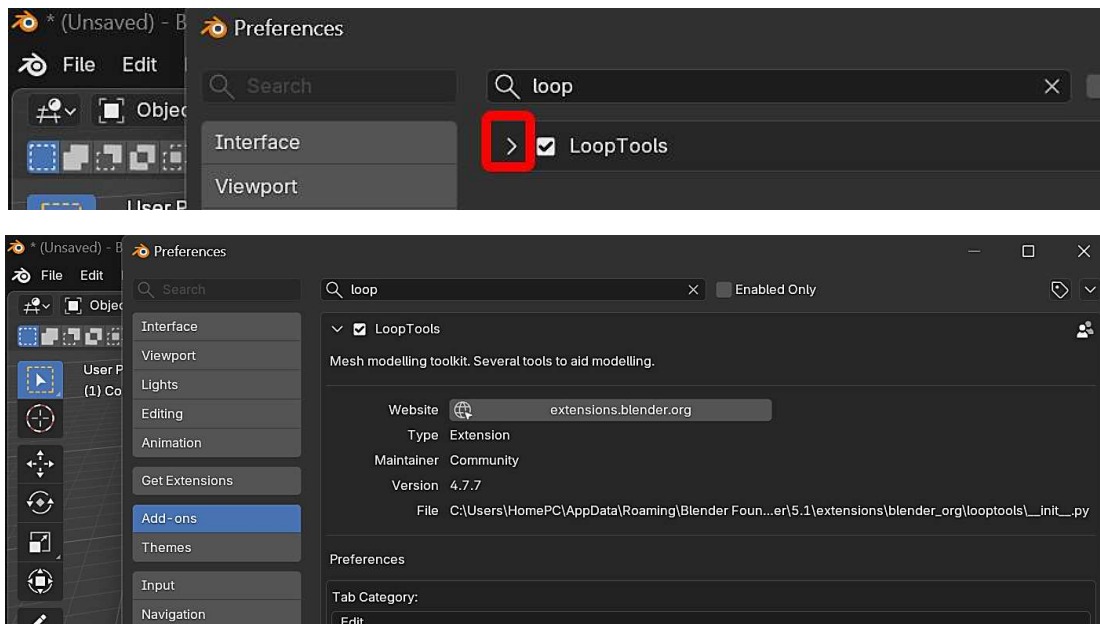 * (Unsaved) - B
Preferences
File Edit
Search
loop
Objec
Interface
LoopTools
Viewport
User P
* (Unsaved) - B
Preferences
File Edit
Search
loop
Enabled Only
Objec
Interface
LoopTools
Viewport
Mesh modelling toolkit. Several tools to aid modelling.
User P
Lights
(1) Co
Editing
Website extensions.blender.org
Animation
Type Extension
Maintainer Community
Get Extensions
Version 4.7.7
Add-ons
File C:\Users\HomePC\AppData\Roaming\Blender Foun...er\5.1\extensions\blender_org\looptools\__init__.py
Themes
Preferences
Input
Tab Category:
Navigation
Edit